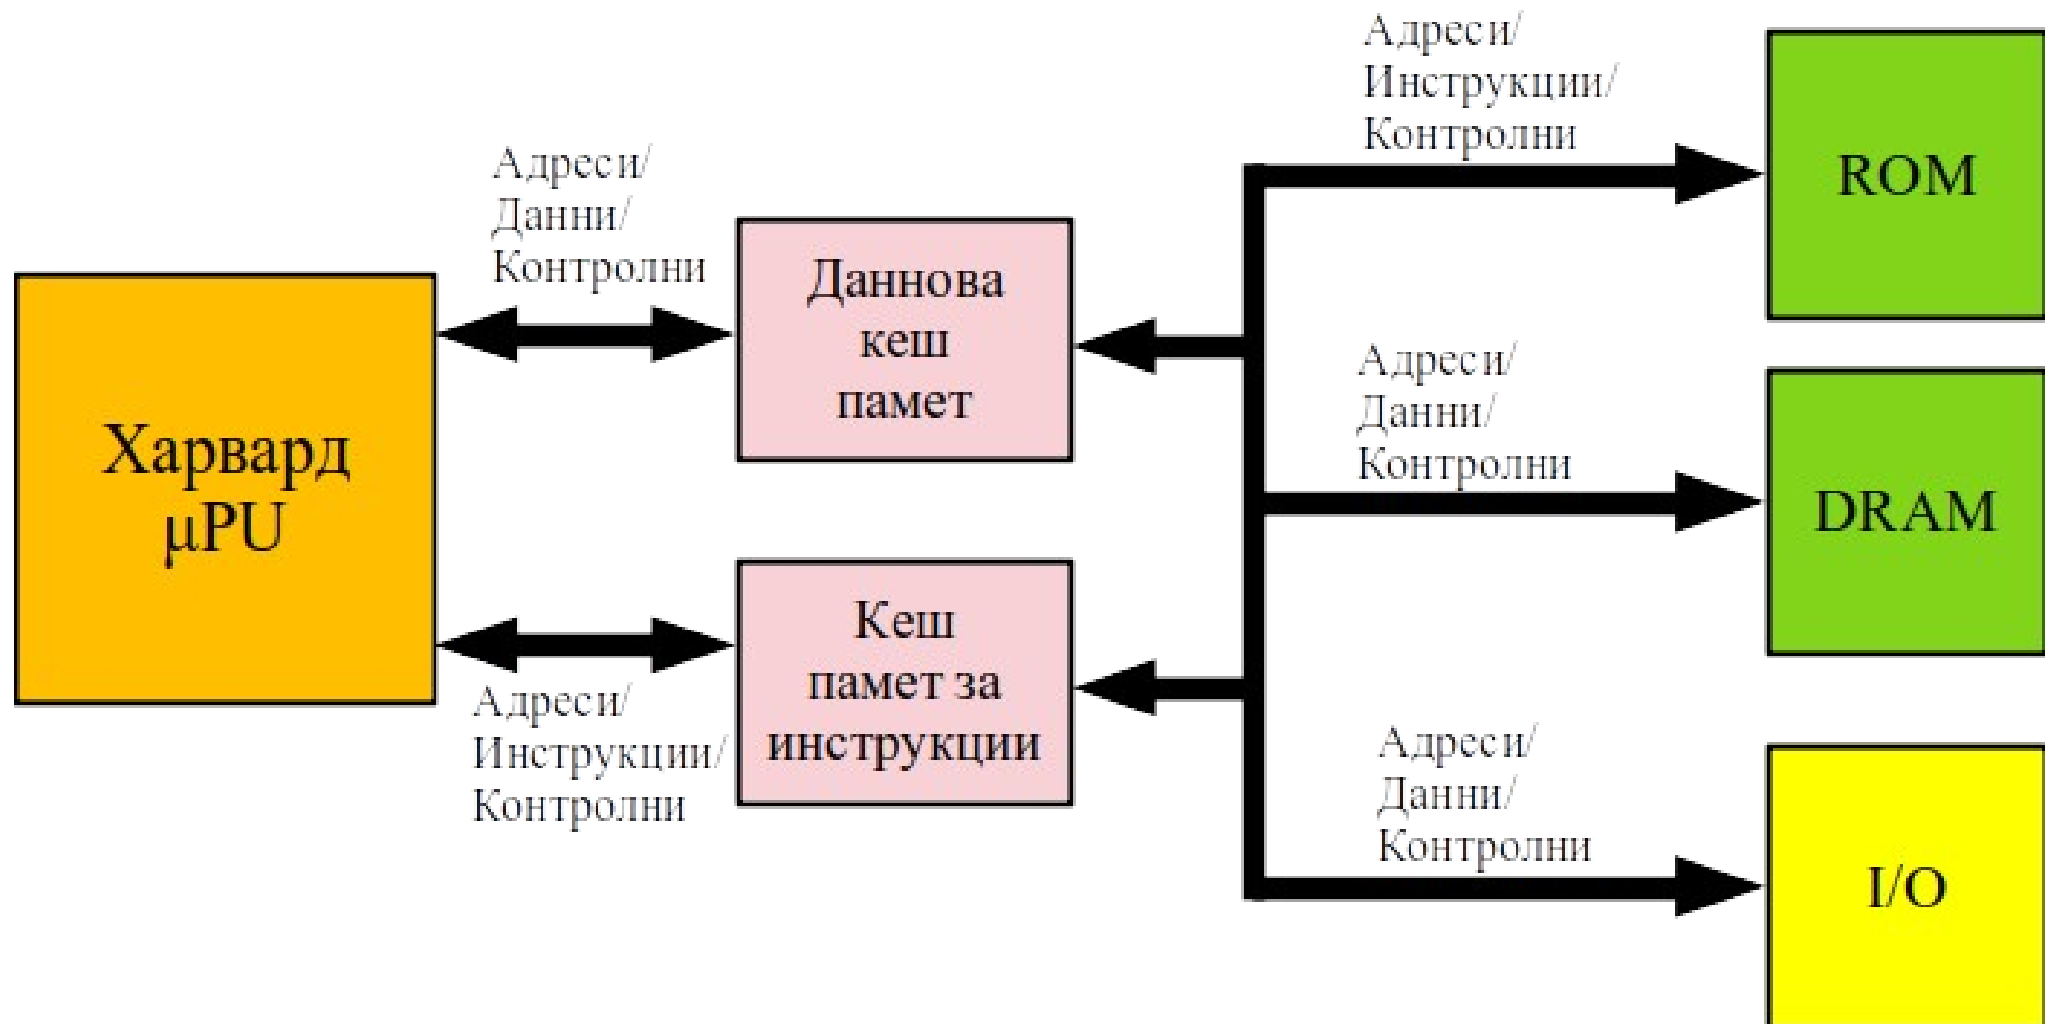 Адреси/
Инструкции/
Контролни
ROM
Адреси/
Данни/
Контролни
Даннова
кеш
памет
Харвард
μPU
Адреси/
Данни/
Контролни
DRAM
Кеш
памет за
инструкции
Адреси/
Инструкции/
Контролни
Адреси/
Данни/
Контролни
I/O